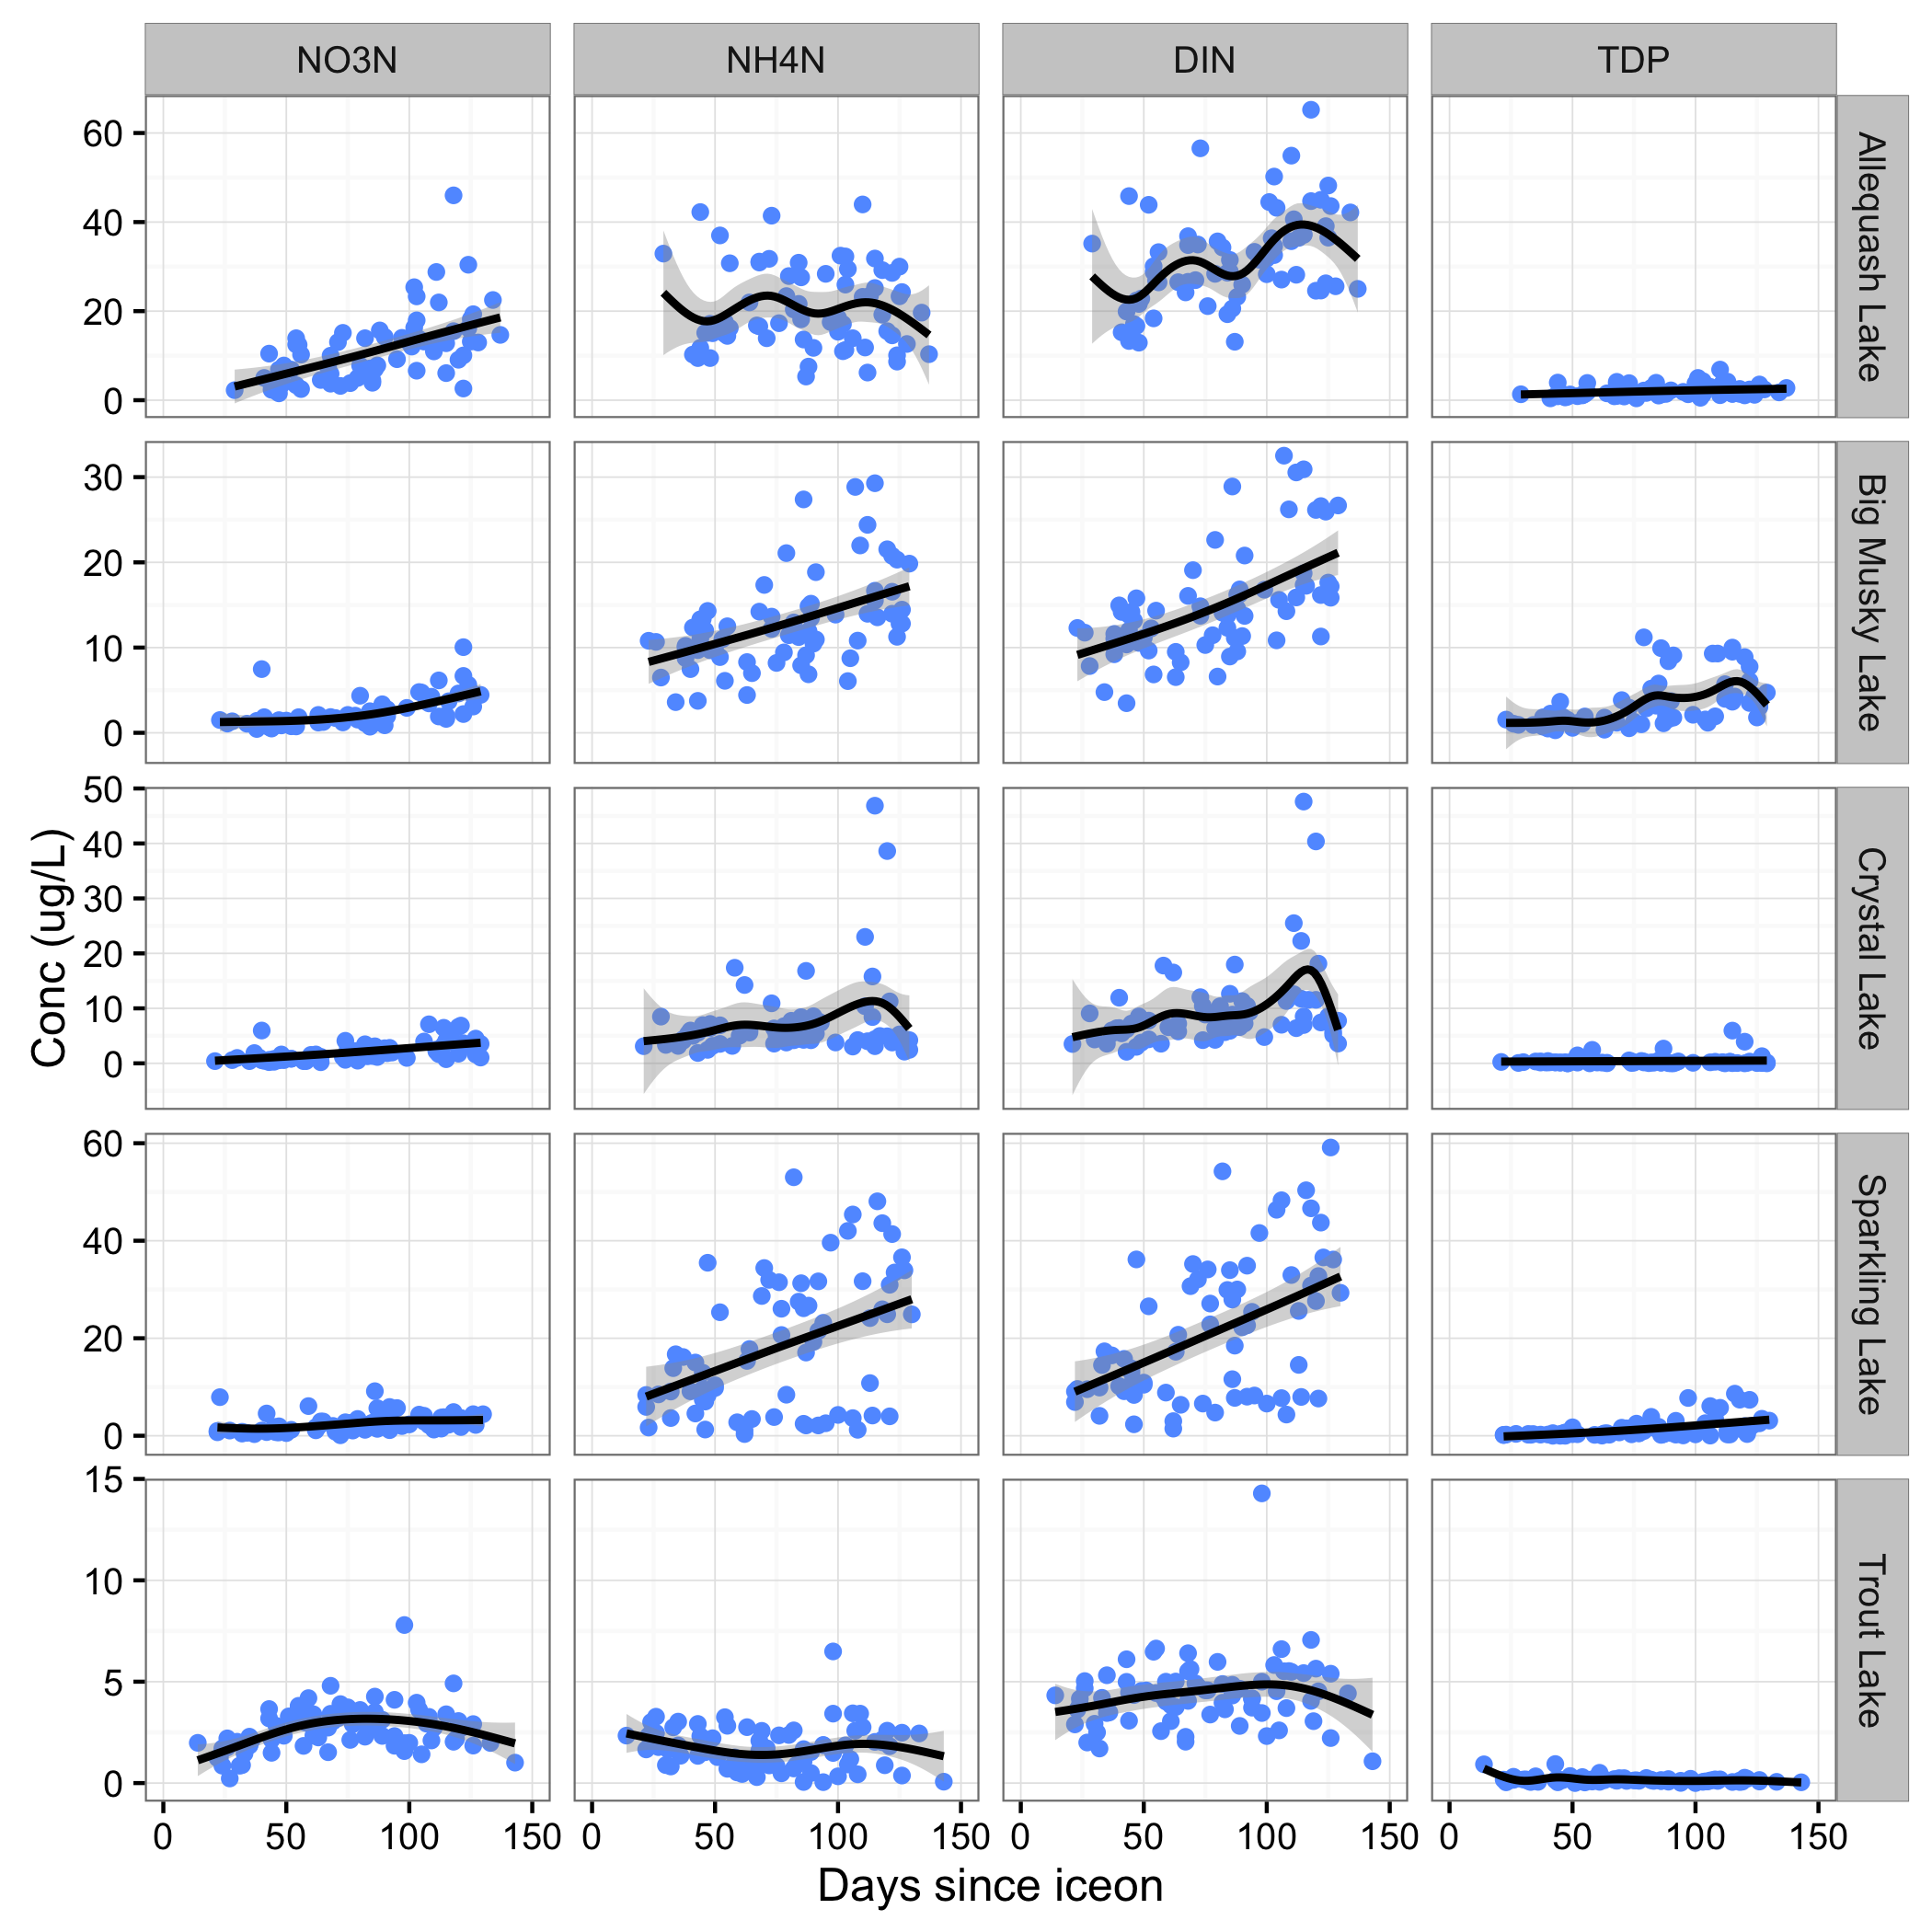 NO3N NH4N DIN TDP
60
40
20
0
Allequash Lake
30
20
10
0
Big Musky Lake
50
40
30
20
10
0
Crystal Lake
60
40
20
0
Sparkling Lake
15
10
5
0
Trout Lake
Conc (ug/L)
0 50 100 150 0 50 100 150 0 50 100 150 0 50 100 150
Days since iceon